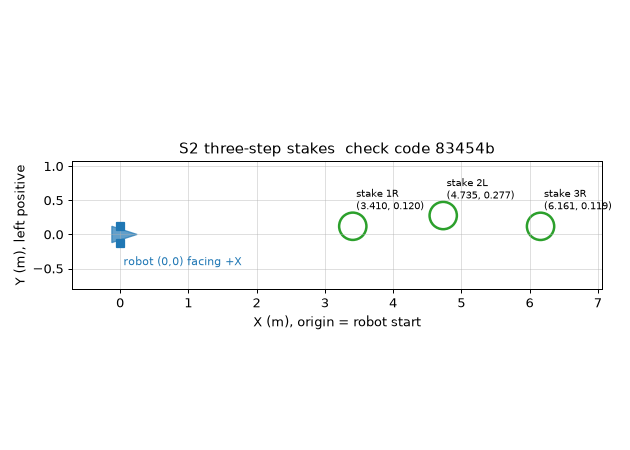 S2 three-step stakes  check code 83454b
Y (m), left positive
1.0
0.5
0.0
−0.5
stake 1R
(3.410, 0.120)
stake 2L
(4.735, 0.277)
stake 3R
(6.161, 0.119)
robot (0,0) facing +X
0 1 2 3 4 5 6 7
X (m), origin = robot start